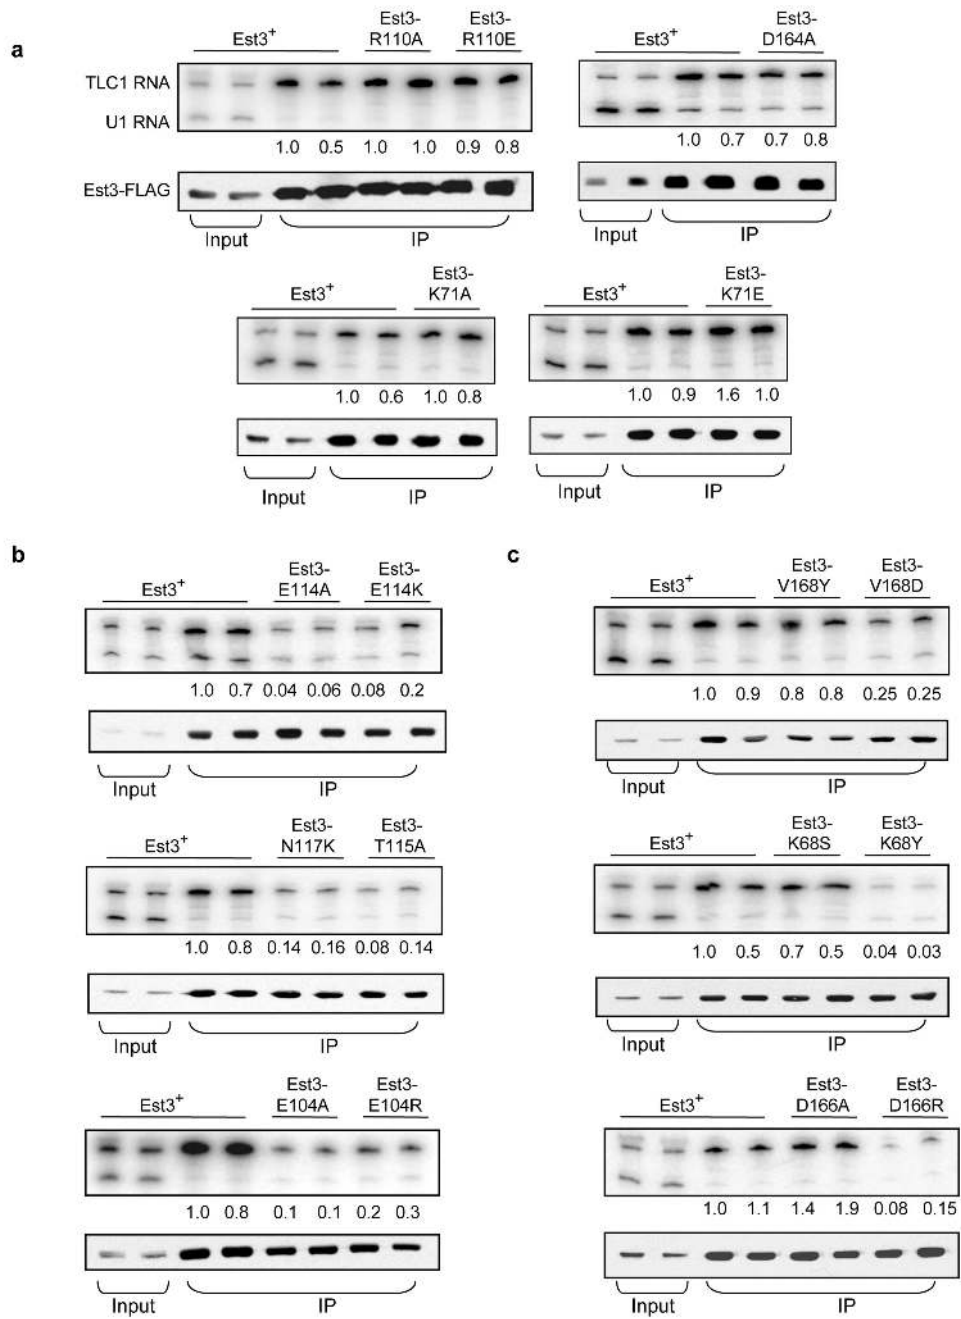 a
Est3+
Est3-
R110A
Est3-
R110E
TLC1 RNA
U1 RNA
1.0 0.5 1.0 1.0 0.9 0.8
Est3-FLAG
Input IP
Est3+
Est3-
D164A
1.0 0.7 0.7 0.8
Input IP
Est3+
Est3-
K71A
1.0 0.6 1.0 0.8
Input IP
Est3+
Est3-
K71E
1.0 0.9 1.6 1.0
Input IP
b
Est3+
Est3-
E114A
Est3-
E114K
1.0 0.7 0.04 0.06 0.08 0.2
Input IP
Est3+
Est3-
N117K
Est3-
T115A
1.0 0.8 0.14 0.16 0.08 0.14
Input IP
Est3+
Est3-
E104A
Est3-
E104R
1.0 0.8 0.1 0.1 0.2 0.3
Input IP
c
Est3+
Est3-
V168Y
Est3-
V168D
1.0 0.9 0.8 0.8 0.25 0.25
Input IP
Est3+
Est3-
K68S
Est3-
K68Y
1.0 0.5 0.7 0.5 0.04 0.03
Input IP
Est3+
Est3-
D166A
Est3-
D166R
1.0 1.1 1.4 1.9 0.08 0.15
Input IP